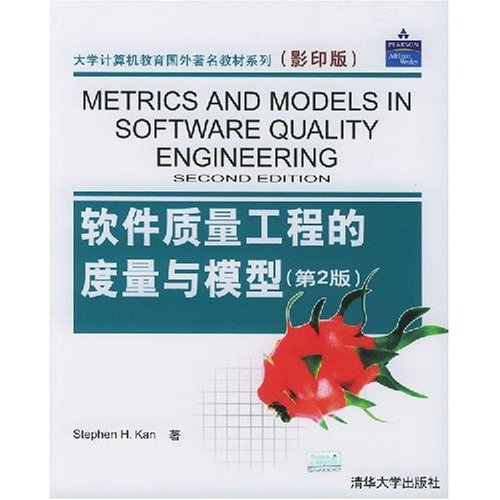 PEARSON
Addison
Wesley
大学计算机教育国外著名教材系列（影印版）
METRICS AND MODELS IN
SOFTWARE QUALITY
ENGINEERING
SECOND EDITION
软件质量工程的
度量与模型（第2版）
Stephen H. Kan 著
清华大学出版社